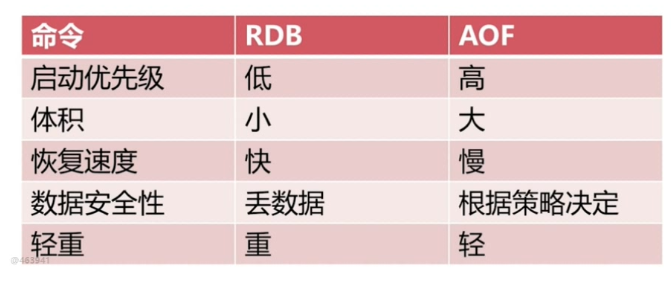 命令 RDB AOF
启动优先级 低 高
体积 小 大
恢复速度 快 慢
数据安全性 丢数据 根据策略决定
轻重 重 轻
@463941